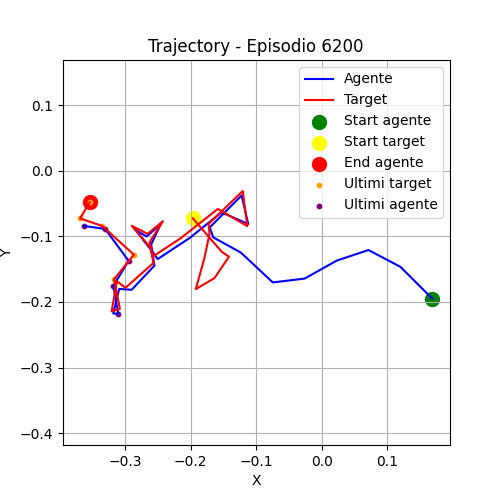 Trajectory - Episodio 6200
Agente
Target
Start agente
Start target
End agente
Ultimi target
Ultimi agente
Y
0.1
0.0
−0.1
−0.2
−0.3
−0.4
−0.3
−0.2
−0.1
0.0
0.1
X